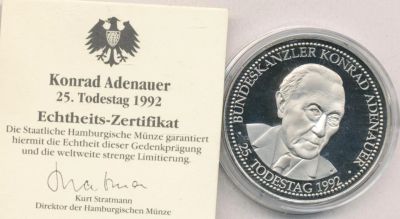 Konrad Adenauer
25. Todestag 1992
Echtheits-Zertifikat
Die Staatliche Hamburgische Münze garantiert
hiermit die Echtheit dieser Gedenkprägung
und die weltweite strenge Limitierung.
Kurt Stratmann
Direktor der Hamburgischen Münze
BUNDESKANZLER KONRAD ADENAUER
25. TODESTAG 1992